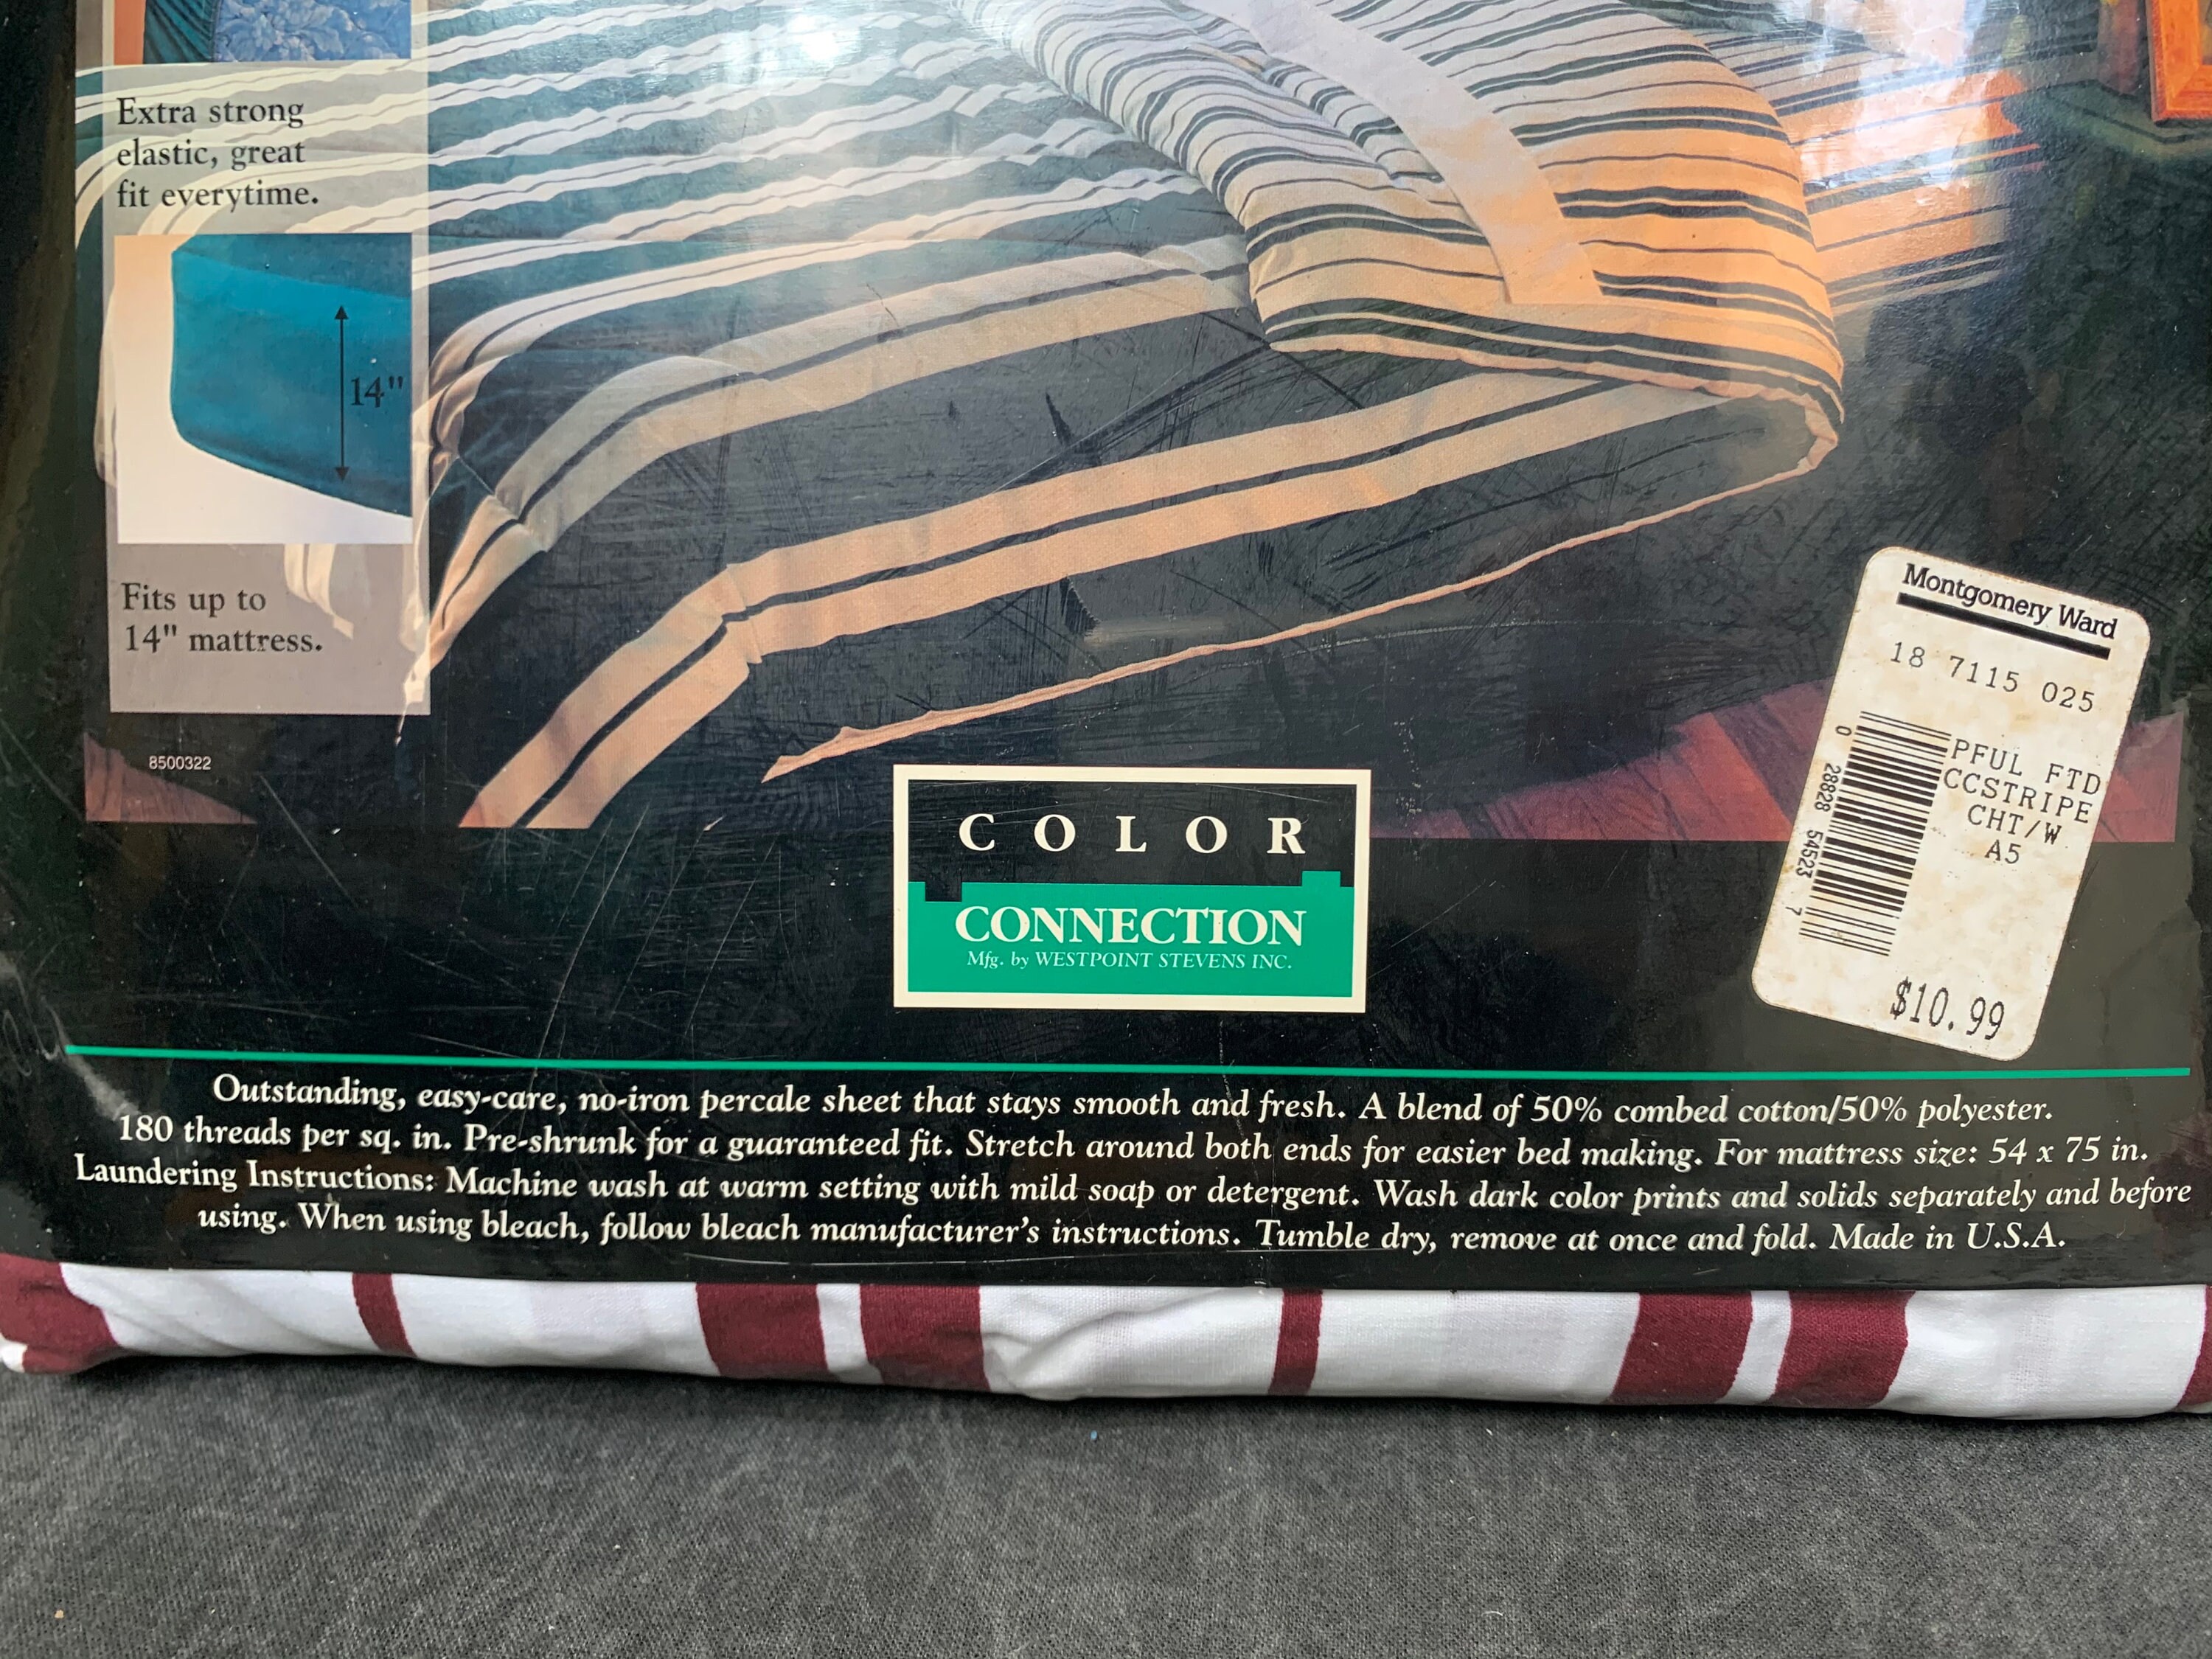 Extra strong
elastic, great
fit everytime.
14"
Fits up to
14" mattress.
8500322
Montgomery Ward
18 7115 025
PFUL FTD
CCSTRIPE
CHT/W
A5
0 28828 54523 7
$10.99
COLOR
CONNECTION
Mfg. by WESTPOINT STEVENS INC.
Outstanding, easy-care, no-iron percale sheet that stays smooth and fresh. A blend of 50% combed cotton/50% polyester.
180 threads per sq. in. Pre-shrunk for a guaranteed fit. Stretch around both ends for easier bed making. For mattress size: 54 x 75 in.
Laundering Instructions: Machine wash at warm setting with mild soap or detergent. Wash dark color prints and solids separately and before
using. When using bleach, follow bleach manufacturer's instructions. Tumble dry, remove at once and fold. Made in U.S.A.